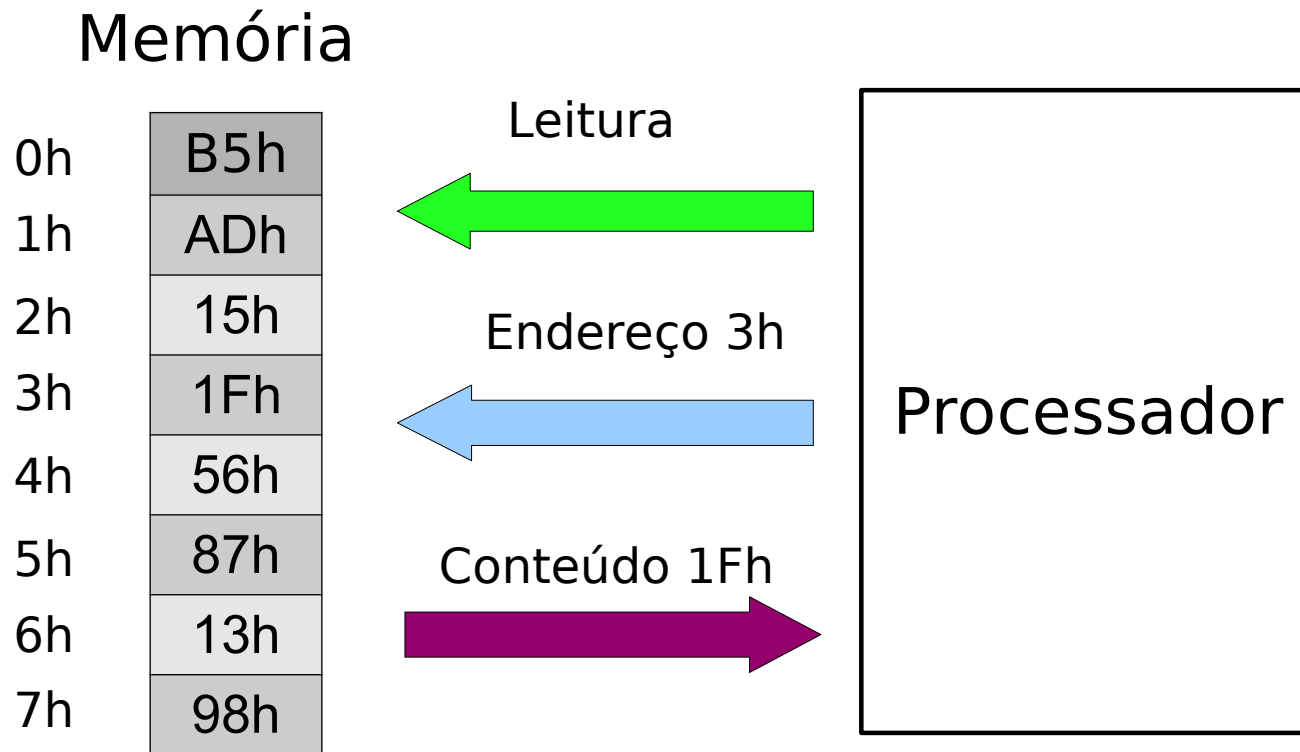 Memória
0h B5h
1h ADh
2h 15h
3h 1Fh
4h 56h
5h 87h
6h 13h
7h 98h
Leitura
Endereço 3h
Conteúdo 1Fh
Processador